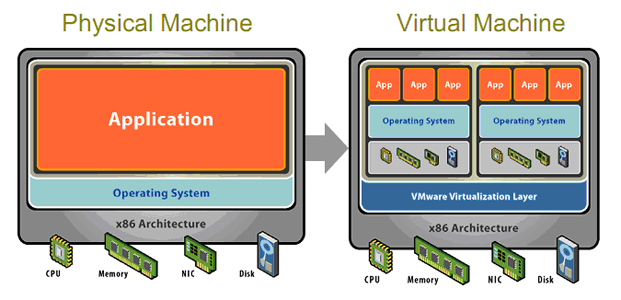 Physical Machine
Application
Operating System
x86 Architecture
CPU
Memory
NIC
Disk
Virtual Machine
App App App
App App App
Operating System
Operating System
VMware Virtualization Layer
x86 Architecture
CPU
Memory
NIC
Disk